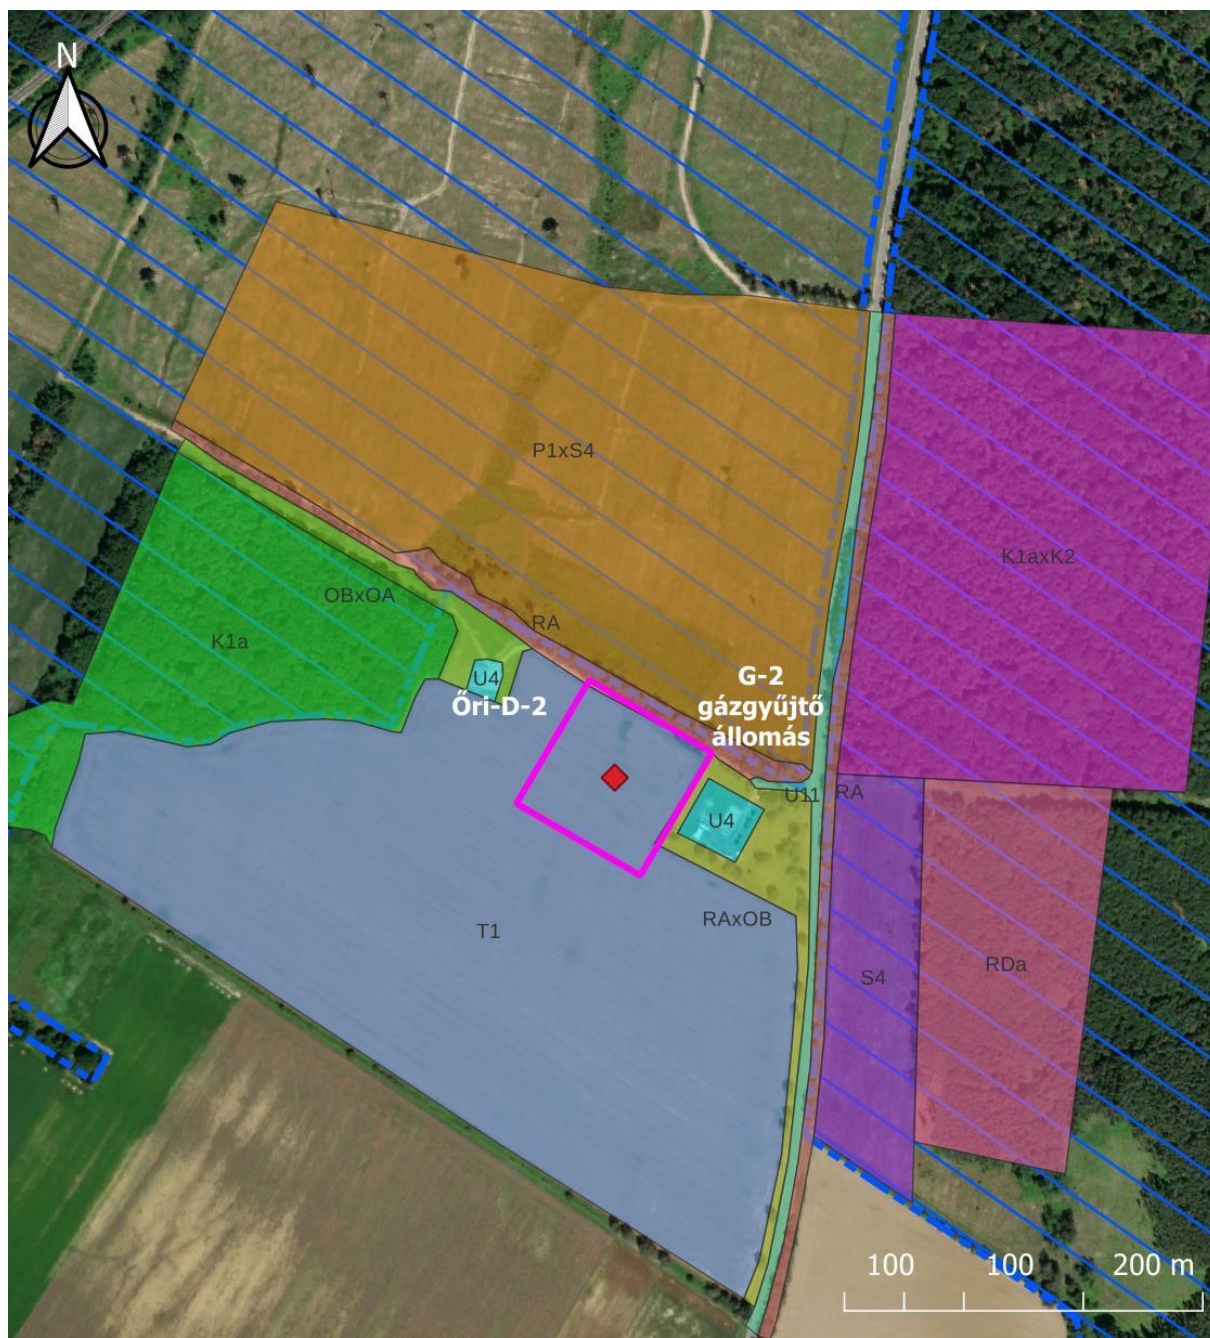 N
P1xS4
K1axK2
OBxOA
RA
K1a
U4
Őri-D-2
G-2
gázgyűjtő
állomás
U11
RA
U4
RAxOB
T1
S4
RDa
100 100 200 m